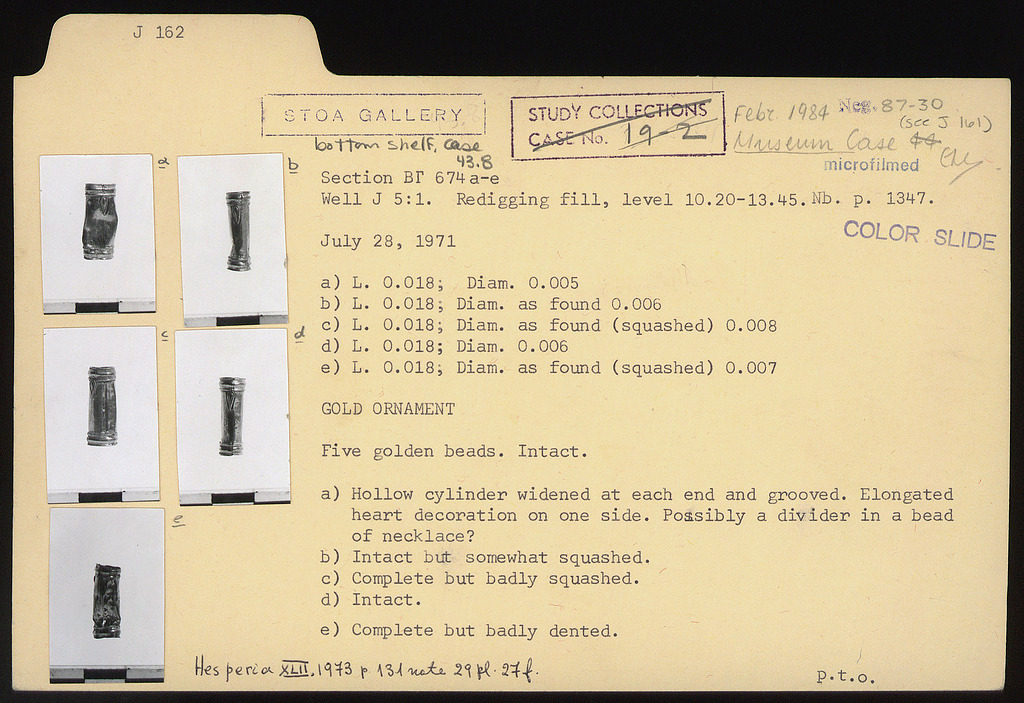 J 162
STOA GALLERY
bottom shelf, case
43.8
STUDY COLLECTIONS
CASE No. 19-2
Febr. 1984 Neg. 87-30
(see J 161)
Museum Case
microfilmed
Section ΒΓ 674 a-e
Well J 5:1. Redigging fill, level 10.20-13.45. Nb. p. 1347.
COLOR SLIDE
July 28, 1971
a) L. 0.018; Diam. 0.005
b) L. 0.018; Diam. as found 0.006
c) L. 0.018; Diam. as found (squashed) 0.008
d) L. 0.018; Diam. 0.006
e) L. 0.018; Diam. as found (squashed) 0.007
GOLD ORNAMENT
Five golden beads. Intact.
a) Hollow cylinder widened at each end and grooved. Elongated
heart decoration on one side. Possibly a divider in a bead
of necklace?
b) Intact but somewhat squashed.
c) Complete but badly squashed.
d) Intact.
e) Complete but badly dented.
a
b
c
d
e
Hesperia XLII, 1973 p 131 note 29 pl. 27 f.
p.t.o.